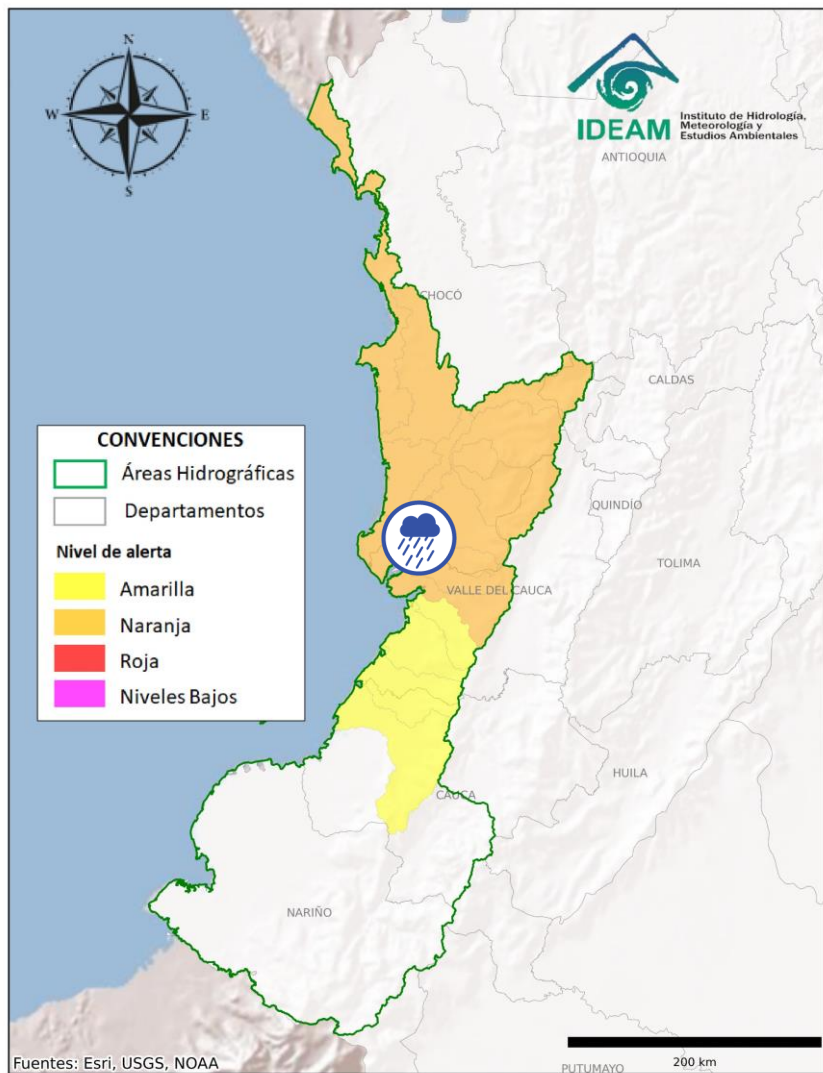 N
W
E
S
IDEAM
Instituto de Hidrología,
Meteorología y
Estudios Ambientales
ANTIOQUIA
CHOCÓ
CALDAS
CONVENCIONES
Áreas Hidrográficas
Departamentos
Nivel de alerta
Amarilla
Naranja
Roja
Niveles Bajos
QUINDÍO
TOLIMA
VALLE DEL CAUCA
HUILA
CAUCA
NARIÑO
Fuentes: Esri, USGS, NOAA
200 km
PUTUMAYO